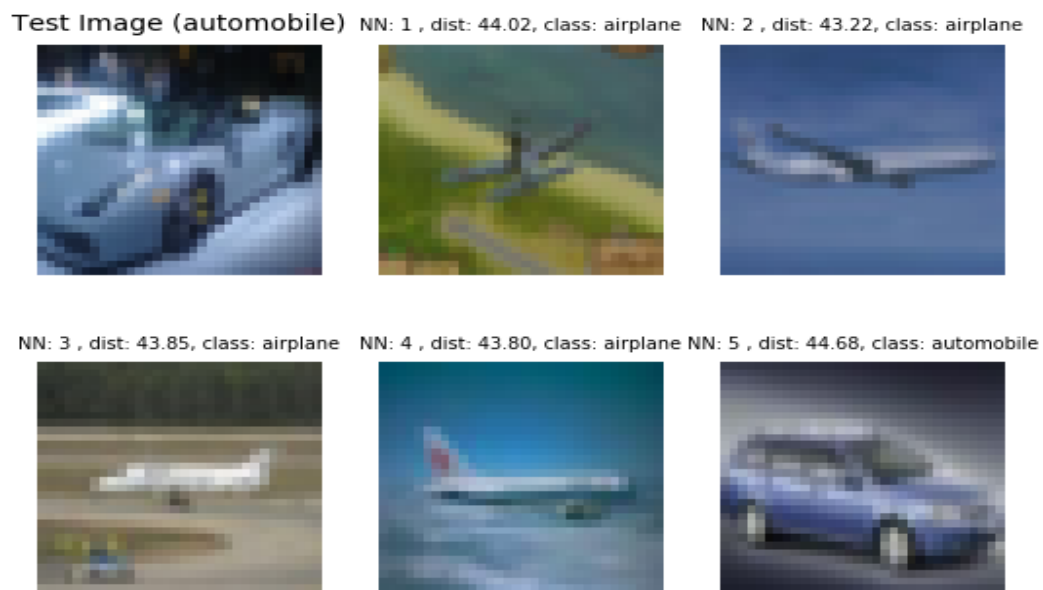 Test Image (automobile)
NN: 1 , dist: 44.02, class: airplane
NN: 2 , dist: 43.22, class: airplane
NN: 3 , dist: 43.85, class: airplane
NN: 4 , dist: 43.80, class: airplane
NN: 5 , dist: 44.68, class: automobile